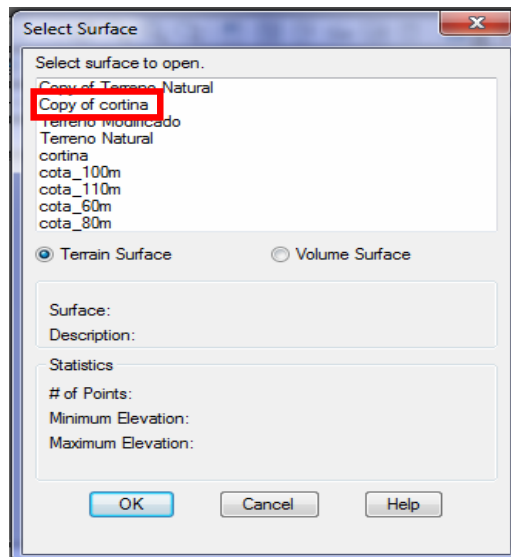 Select Surface
Select surface to open.
Copy of Terreno Natural
Copy of cortina
Terreno Modificado
Terreno Natural
cortina
cota_100m
cota_110m
cota_60m
cota_80m
Terrain Surface Volume Surface
Surface:
Description:
Statistics
# of Points:
Minimum Elevation:
Maximum Elevation:
OK Cancel Help